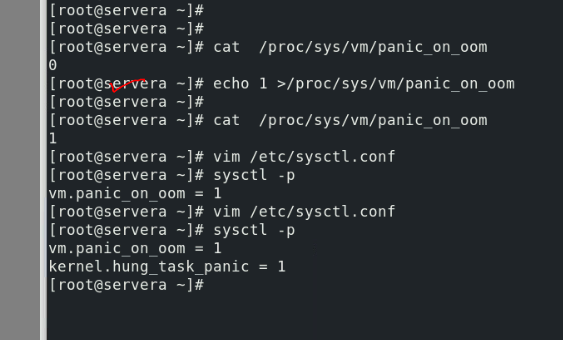 [root@servera ~]#
[root@servera ~]#
[root@servera ~]# cat  /proc/sys/vm/panic_on_oom
0
[root@servera ~]# echo 1 >/proc/sys/vm/panic_on_oom
[root@servera ~]#
[root@servera ~]# cat  /proc/sys/vm/panic_on_oom
1
[root@servera ~]# vim /etc/sysctl.conf
[root@servera ~]# sysctl -p
vm.panic_on_oom = 1
[root@servera ~]# vim /etc/sysctl.conf
[root@servera ~]# sysctl -p
vm.panic_on_oom = 1
kernel.hung_task_panic = 1
[root@servera ~]#